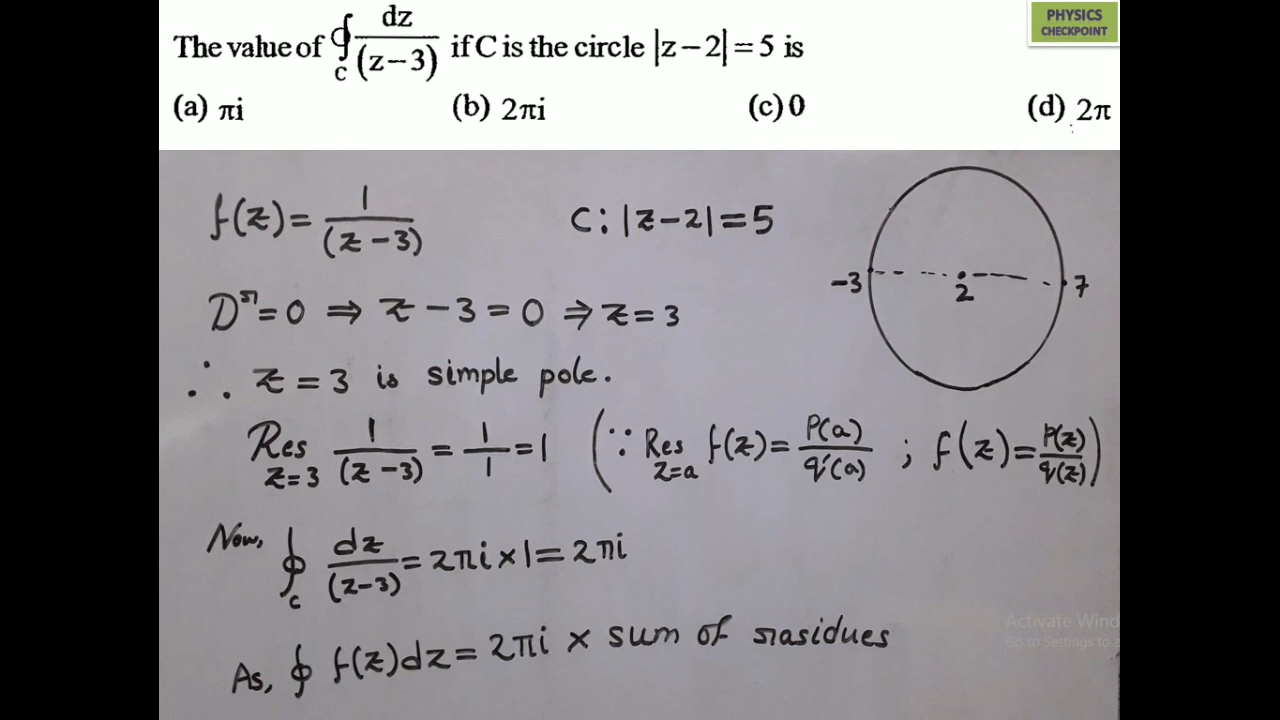 PHYSICS
CHECKPOINT
The value of ∮_C dz/(z−3) if C is the circle |z−2| = 5 is
(a) πi (b) 2πi (c) 0 (d) 2π
f(z) = 1/(z−3) C: |z−2| = 5
Dʳ = 0 ⇒ z − 3 = 0 ⇒ z = 3
−3 2 7
∴ z = 3 is simple pole.
Res_{z=3} 1/(z−3) = 1/1 = 1 (∵ Res_{z=a} f(z) = P(a)/q'(a) ; f(z) = P(z)/q(z))
Now, ∮_c dz/(z−3) = 2πi × 1 = 2πi
As, ∮ f(z)dz = 2πi × sum of rasidues
Activate Wind
Go to Settings to a